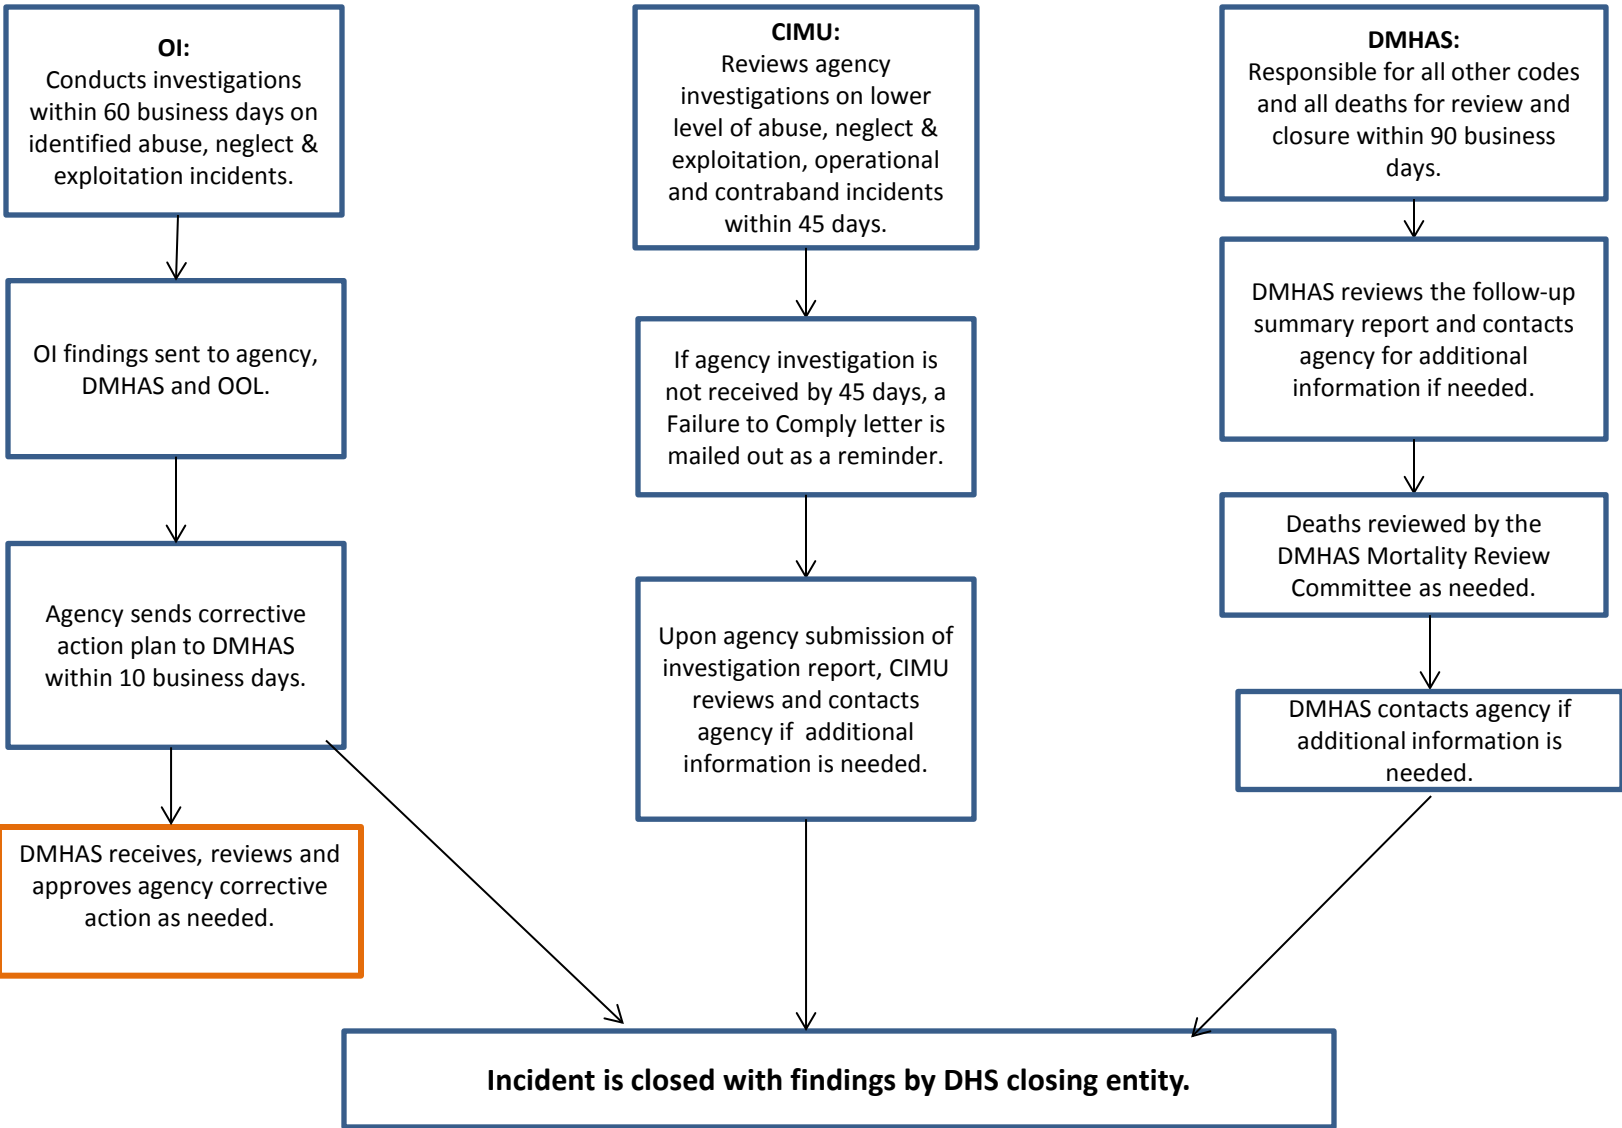 OI:
Conducts investigations
within 60 business days on
identified abuse, neglect &
exploitation incidents.
OI findings sent to agency,
DMHAS and OOL.
Agency sends corrective
action plan to DMHAS
within 10 business days.
DMHAS receives, reviews and
approves agency corrective
action as needed.
CIMU:
Reviews agency
investigations on lower
level of abuse, neglect &
exploitation, operational
and contraband incidents
within 45 days.
If agency investigation is
not received by 45 days, a
Failure to Comply letter is
mailed out as a reminder.
Upon agency submission of
investigation report, CIMU
reviews and contacts
agency if additional
information is needed.
DMHAS:
Responsible for all other codes
and all deaths for review and
closure within 90 business
days.
DMHAS reviews the follow-up
summary report and contacts
agency for additional
information if needed.
Deaths reviewed by the
DMHAS Mortality Review
Committee as needed.
DMHAS contacts agency if
additional information is
needed.
Incident is closed with findings by DHS closing entity.